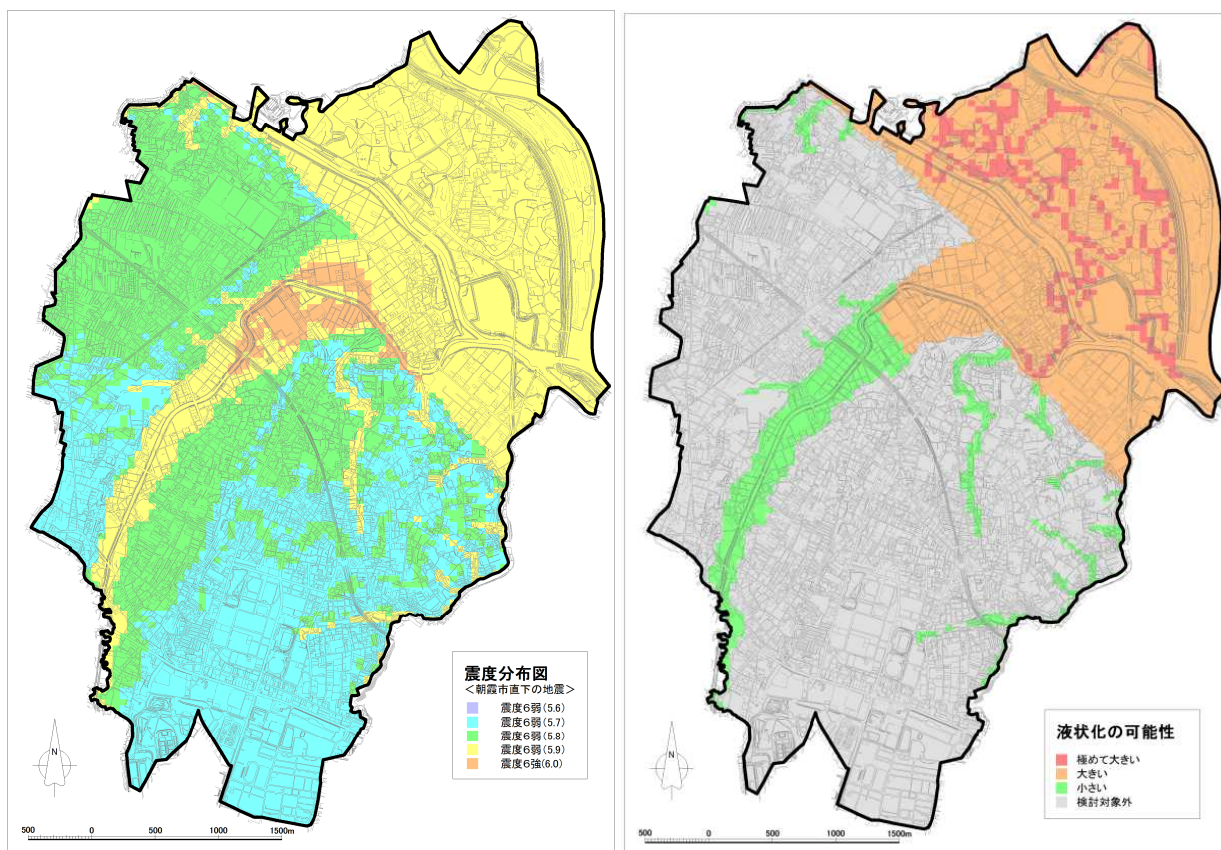 震度分布図
<朝霞市直下の地震>
震度6弱(5.6)
震度6弱(5.7)
震度6弱(5.8)
震度6弱(5.9)
震度6強(6.0)
N
500 0 500 1000 1500m
液状化の可能性
極めて大きい
大きい
小さい
検討対象外
N
500 0 500 1000 1500m